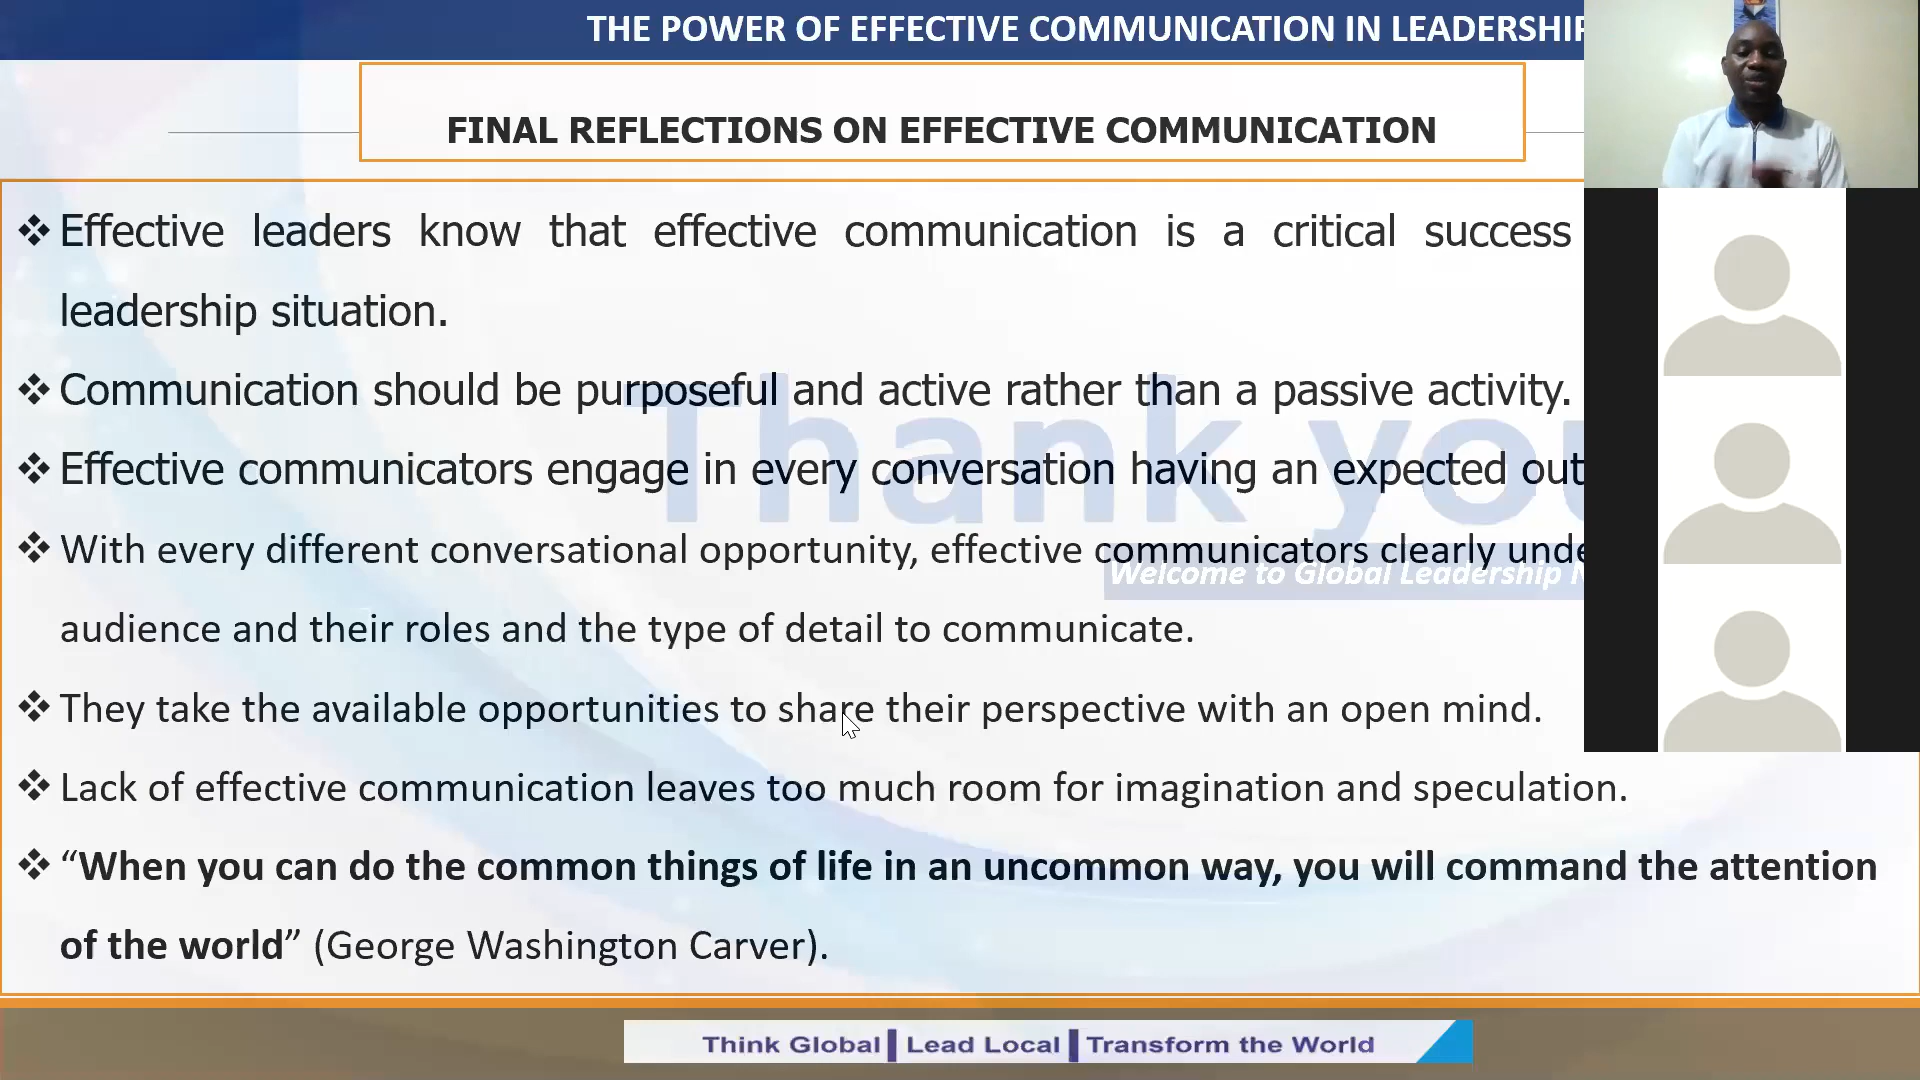 THE POWER OF EFFECTIVE COMMUNICATION IN LEADERSHIP
FINAL REFLECTIONS ON EFFECTIVE COMMUNICATION
❖ Effective leaders know that effective communication is a critical success
leadership situation.
❖ Communication should be purposeful and active rather than a passive activity.
❖ Effective communicators engage in every conversation having an expected
❖ With every different conversational opportunity, effective communicators clearly
audience and their roles and the type of detail to communicate.
❖ They take the available opportunities to share their perspective with an open mind.
❖ Lack of effective communication leaves too much room for imagination and speculation.
❖ “When you can do the common things of life in an uncommon way, you will command the attention
of the world” (George Washington Carver).
Thank you
Welcome to Global Leadership
Think Global | Lead Local | Transform the World